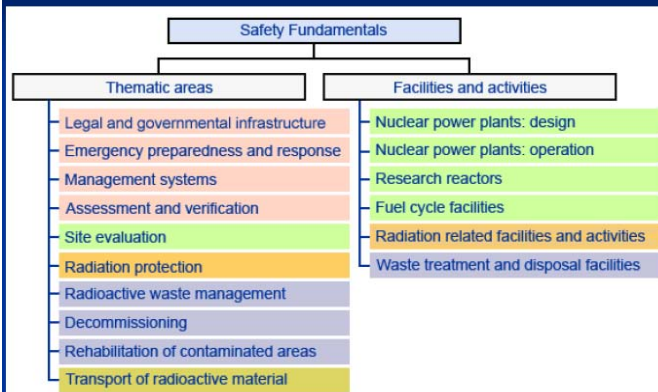 Safety Fundamentals
Thematic areas
Legal and governmental infrastructure
Emergency preparedness and response
Management systems
Assessment and verification
Site evaluation
Radiation protection
Radioactive waste management
Decommissioning
Rehabilitation of contaminated areas
Transport of radioactive material
Facilities and activities
Nuclear power plants: design
Nuclear power plants: operation
Research reactors
Fuel cycle facilities
Radiation related facilities and activities
Waste treatment and disposal facilities